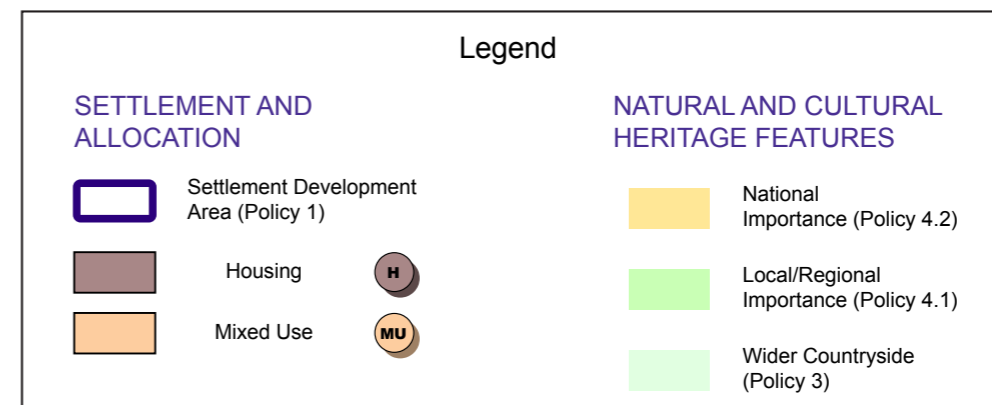 Legend
SETTLEMENT AND
ALLOCATION
Settlement Development
Area (Policy 1)
Housing
H
Mixed Use
MU
NATURAL AND CULTURAL
HERITAGE FEATURES
National
Importance (Policy 4.2)
Local/Regional
Importance (Policy 4.1)
Wider Countryside
(Policy 3)